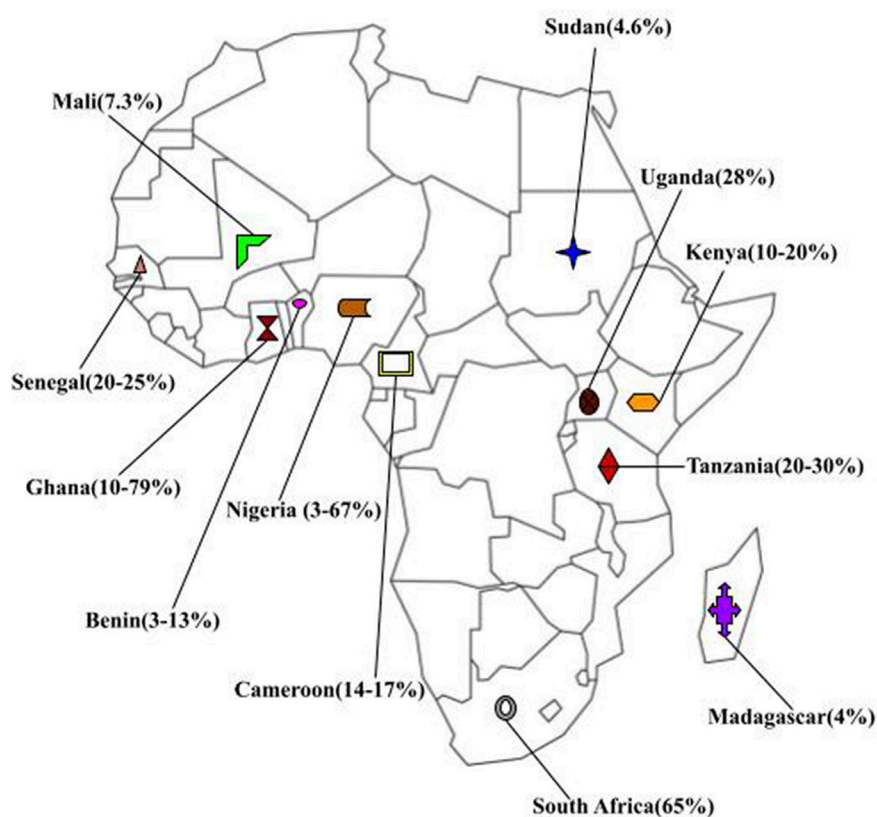 Sudan(4.6%)
Mali(7.3%)
Uganda(28%)
Kenya(10-20%)
Senegal(20-25%)
Ghana(10-79%)
Tanzania(20-30%)
Nigeria (3-67%)
Benin(3-13%)
Cameroon(14-17%)
Madagascar(4%)
South Africa(65%)